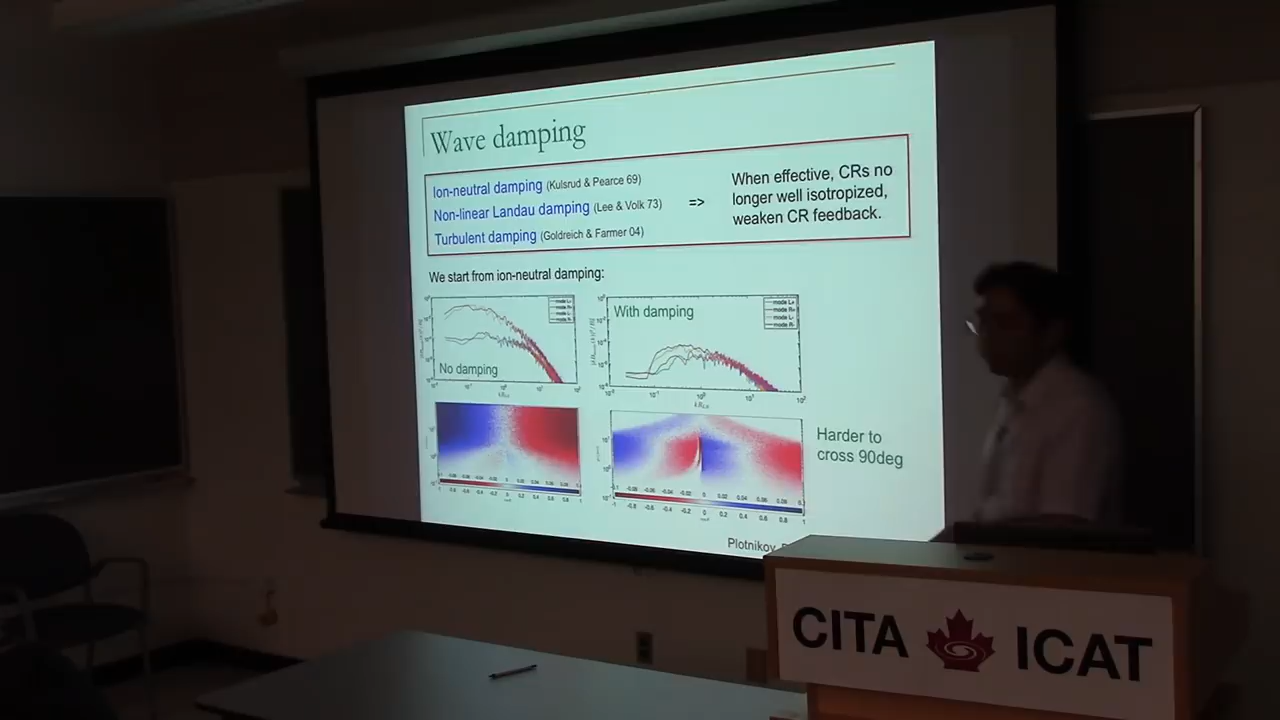 Wave damping
Ion-neutral damping (Kulsrud & Pearce 69)
Non-linear Landau damping (Lee & Volk 73)
Turbulent damping (Goldreich & Farmer 04)
=>
When effective, CRs no
longer well isotropized,
weaken CR feedback.
We start from ion-neutral damping:
No damping
With damping
Harder to
cross 90deg
Plotnikov,
CITA ICAT